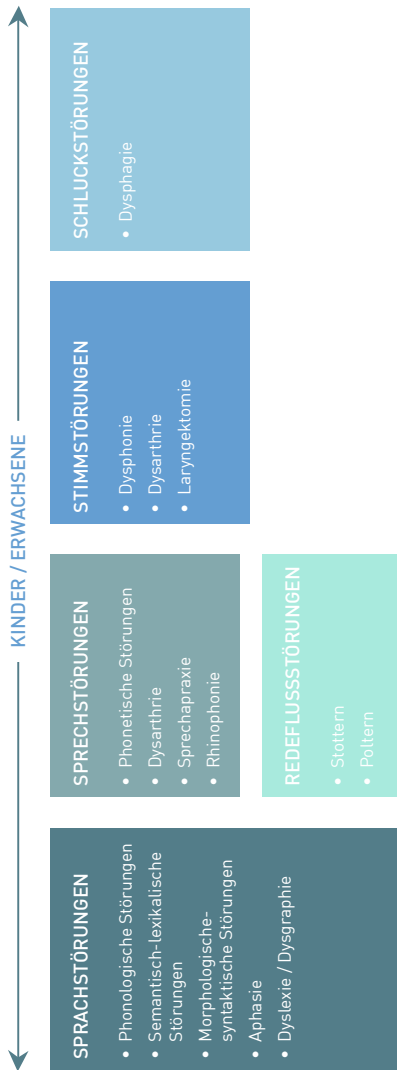 KINDER / ERWACHSENE
SPRACHSTÖRUNGEN
• Phonologische Störungen
• Semantisch-lexikalische
Störungen
• Morphologische-
syntaktische Störungen
• Aphasie
• Dyslexie / Dysgraphie
SPRECHSTÖRUNGEN
• Phonetische Störungen
• Dysarthrie
• Sprechapraxie
• Rhinophonie
REDEFLUSSSTÖRUNGEN
• Stottern
• Poltern
STIMMSTÖRUNGEN
• Dysphonie
• Dysarthrie
• Laryngektomie
SCHLUCKSTÖRUNGEN
• Dysphagie